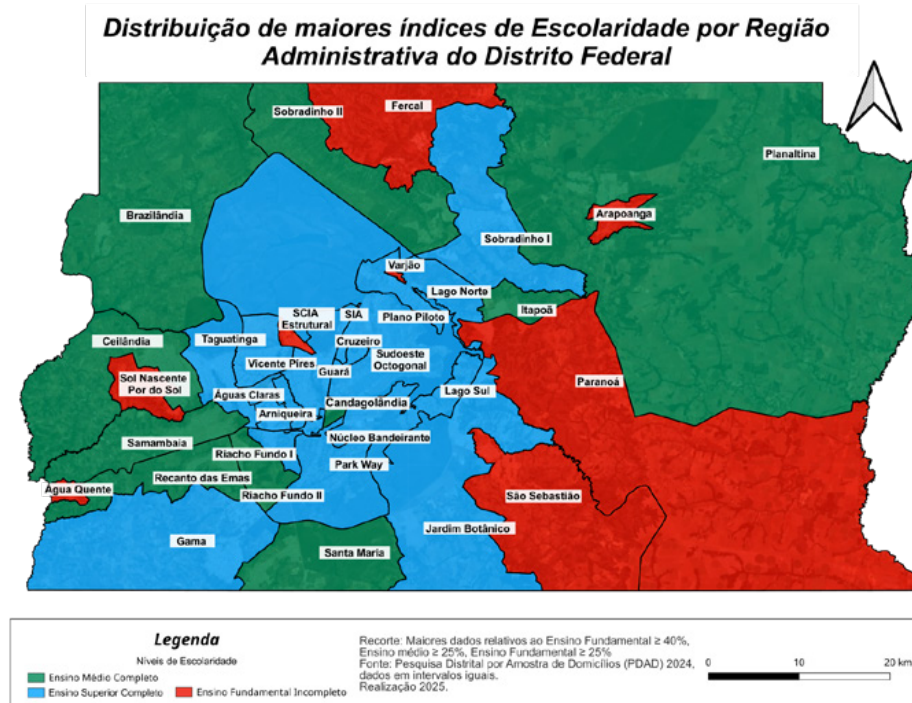 Distribuição de maiores índices de Escolaridade por Região
Administrativa do Distrito Federal
Sobradinho II
Fercal
Planaltina
Brazilândia
Arapoanga
Sobradinho I
Varjão
Lago Norte
SCIA
Estrutural
SIA
Plano Piloto
Itapoã
Ceilândia
Taguatinga
Cruzeiro
Sudoeste
Octogonal
Vicente Pires
Guará
Sol Nascente
Por do Sol
Paranoá
Águas Claras
Candagolândia
Lago Sul
Arniqueira
Samambaia
Núcleo Bandeirante
Riacho Fundo I
Park Way
Recanto das Emas
Água Quente
Riacho Fundo II
São Sebastião
Jardim Botânico
Gama
Santa Maria
Legenda
Níveis de Escolaridade
Ensino Médio Completo
Ensino Superior Completo
Ensino Fundamental Incompleto
Recorte: Maiores dados relativos ao Ensino Fundamental ≥ 40%,
Ensino médio ≥ 25%, Ensino Fundamental ≥ 25%
Fonte: Pesquisa Distrital por Amostra de Domicílios (PDAD) 2024,
dados em intervalos iguais.
Realização 2025.
0 10 20 km